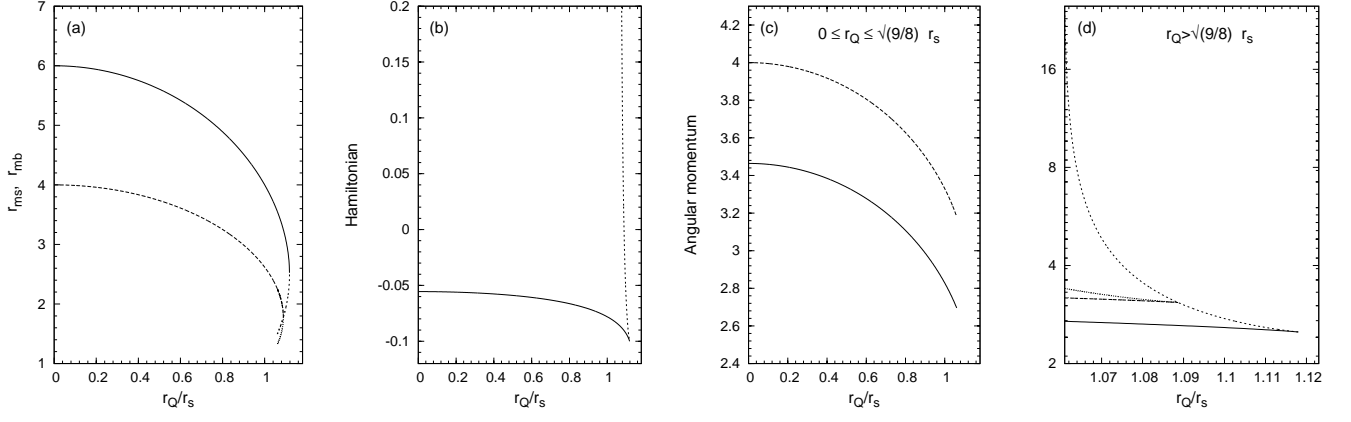 (a)
r_ms, r_mb
7
6
5
4
3
2
1
0 0.2 0.4 0.6 0.8 1
r_Q/r_s
(b)
Hamiltonian
0.2
0.15
0.1
0.05
0
-0.05
-0.1
0 0.2 0.4 0.6 0.8 1
r_Q/r_s
(c) 0 ≤ r_Q ≤ √(9/8) r_s
Angular momentum
4.2
4
3.8
3.6
3.4
3.2
3
2.8
2.6
2.4
0 0.2 0.4 0.6 0.8 1
r_Q/r_s
(d) r_Q>√(9/8) r_s
16
8
4
2
1.07 1.08 1.09 1.1 1.11 1.12
r_Q/r_s